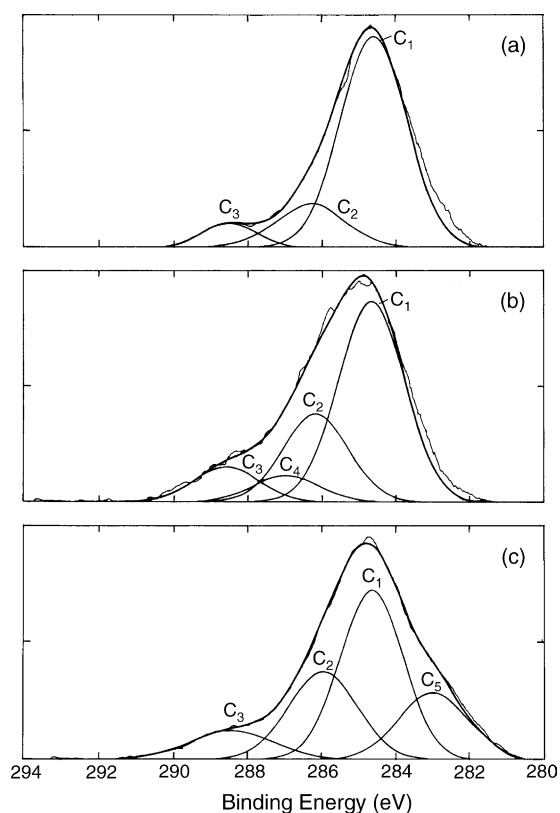 (a)
C₁
C₂
C₃
(b)
C₁
C₂
C₃
C₄
(c)
C₁
C₂
C₃
C₅
294 292 290 288 286 284 282 280
Binding Energy (eV)